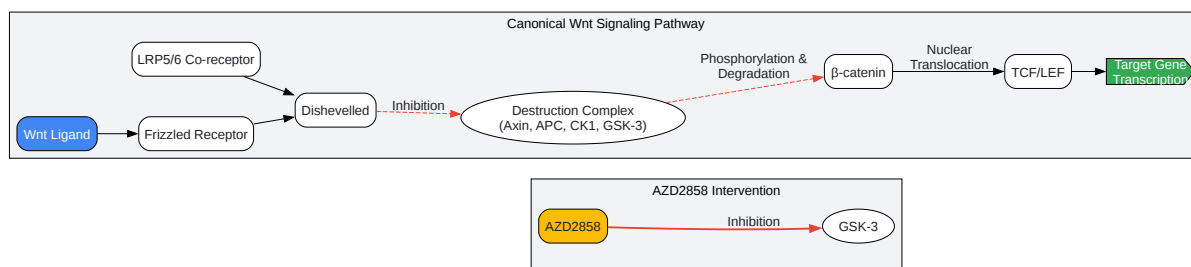 Canonical Wnt Signaling Pathway
LRP5/6 Co-receptor
Wnt Ligand
Frizzled Receptor
Dishevelled
Inhibition
Destruction Complex
(Axin, APC, CK1, GSK-3)
Phosphorylation &
Degradation
β-catenin
Nuclear
Translocation
TCF/LEF
Target Gene
Transcription
AZD2858 Intervention
AZD2858
Inhibition
GSK-3